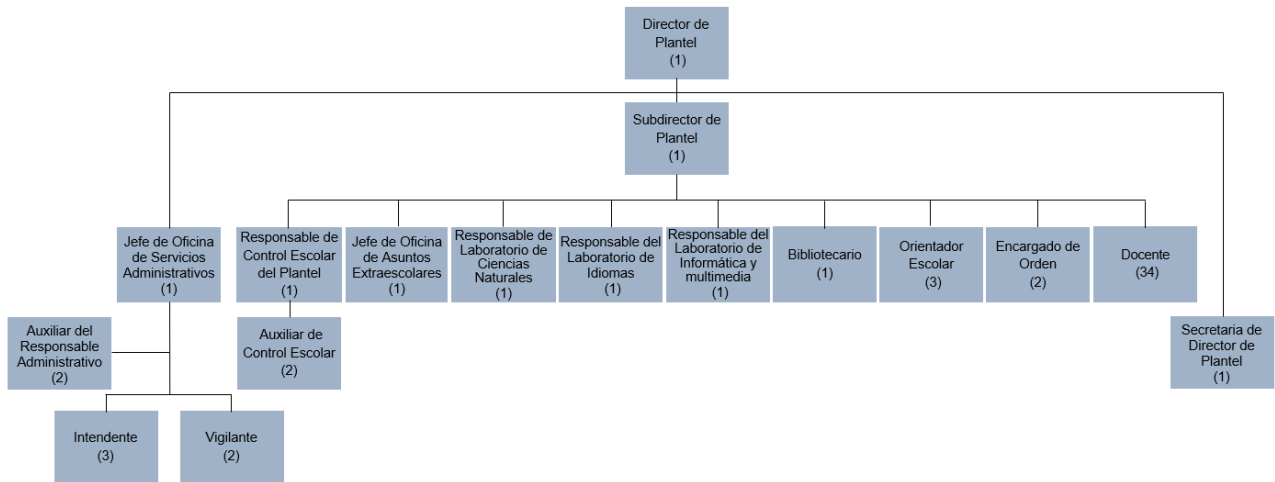 Director de
Plantel
(1)
Subdirector de
Plantel
(1)
Jefe de Oficina
de Servicios
Administrativos
(1)
Responsable de
Control Escolar
del Plantel
(1)
Jefe de Oficina
de Asuntos
Extraescolares
(1)
Responsable de
Laboratorio de
Ciencias
Naturales
(1)
Responsable del
Laboratorio de
Idiomas
(1)
Responsable del
Laboratorio de
Informática y
multimedia
(1)
Bibliotecario
(1)
Orientador
Escolar
(3)
Encargado de
Orden
(2)
Docente
(34)
Auxiliar del
Responsable
Administrativo
(2)
Auxiliar de
Control Escolar
(2)
Secretaria de
Director de
Plantel
(1)
Intendente
(3)
Vigilante
(2)